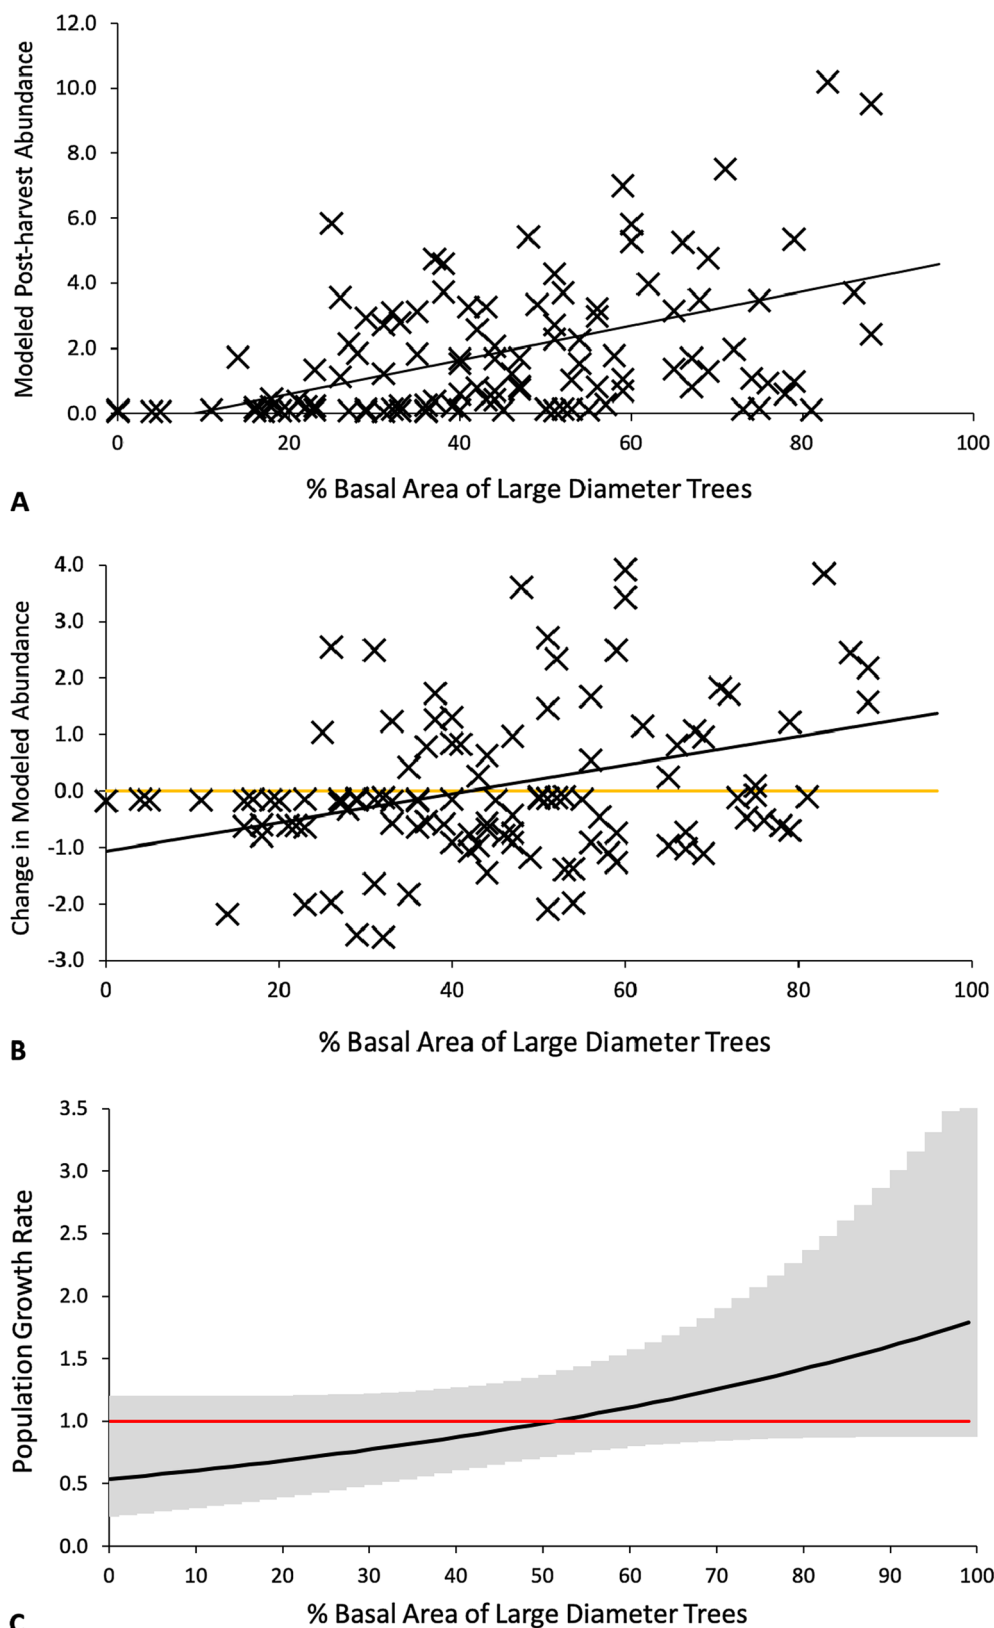 12.0
10.0
8.0
6.0
4.0
2.0
0.0
Modeled Post-harvest Abundance
0 20 40 60 80 100
% Basal Area of Large Diameter Trees
A
4.0
3.0
2.0
1.0
0.0
-1.0
-2.0
-3.0
Change in Modeled Abundance
0 20 40 60 80 100
% Basal Area of Large Diameter Trees
B
3.5
3.0
2.5
2.0
1.5
1.0
0.5
0.0
Population Growth Rate
0 10 20 30 40 50 60 70 80 90 100
% Basal Area of Large Diameter Trees
C